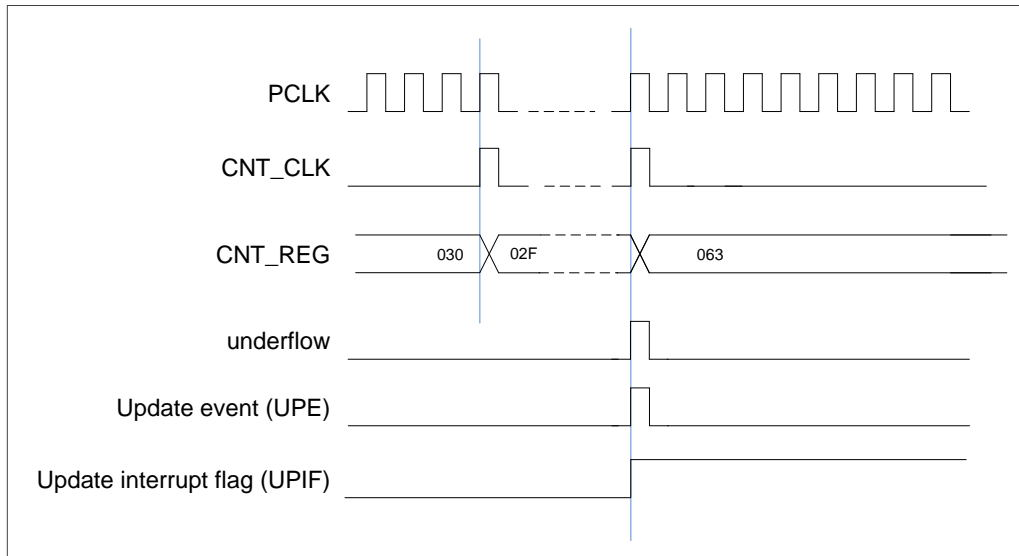 PCLK
CNT_CLK
CNT_REG
030
02F
063
underflow
Update event (UPE)
Update interrupt flag (UPIF)